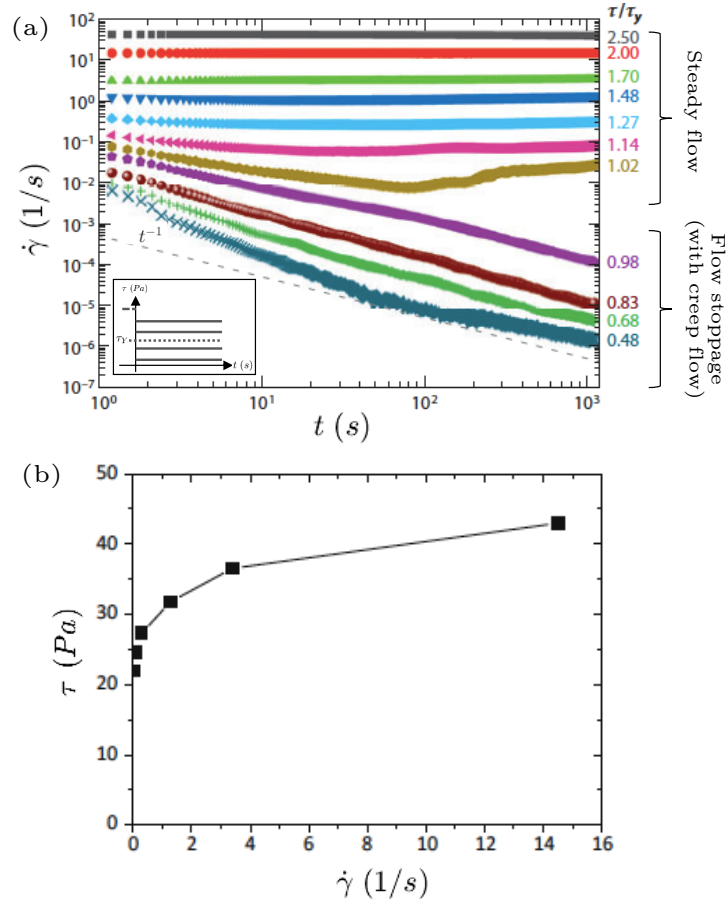 (a)
τ/τy
10² 2.50
2.00
10¹
1.70
10⁰ 1.48
1.27
10⁻¹ 1.14
1.02
10⁻²
10⁻³
t⁻¹
10⁻⁴ 0.98
0.83
10⁻⁵ 0.68
0.48
10⁻⁶
10⁻⁷
γ̇ (1/s)
Steady flow
Flow stoppage
(with creep flow)
τ (Pa)
τY
t (s)
10⁰ 10¹ 10² 10³
t (s)
(b)
50
40
30
20
10
0
τ (Pa)
0 2 4 6 8 10 12 14 16
γ̇ (1/s)